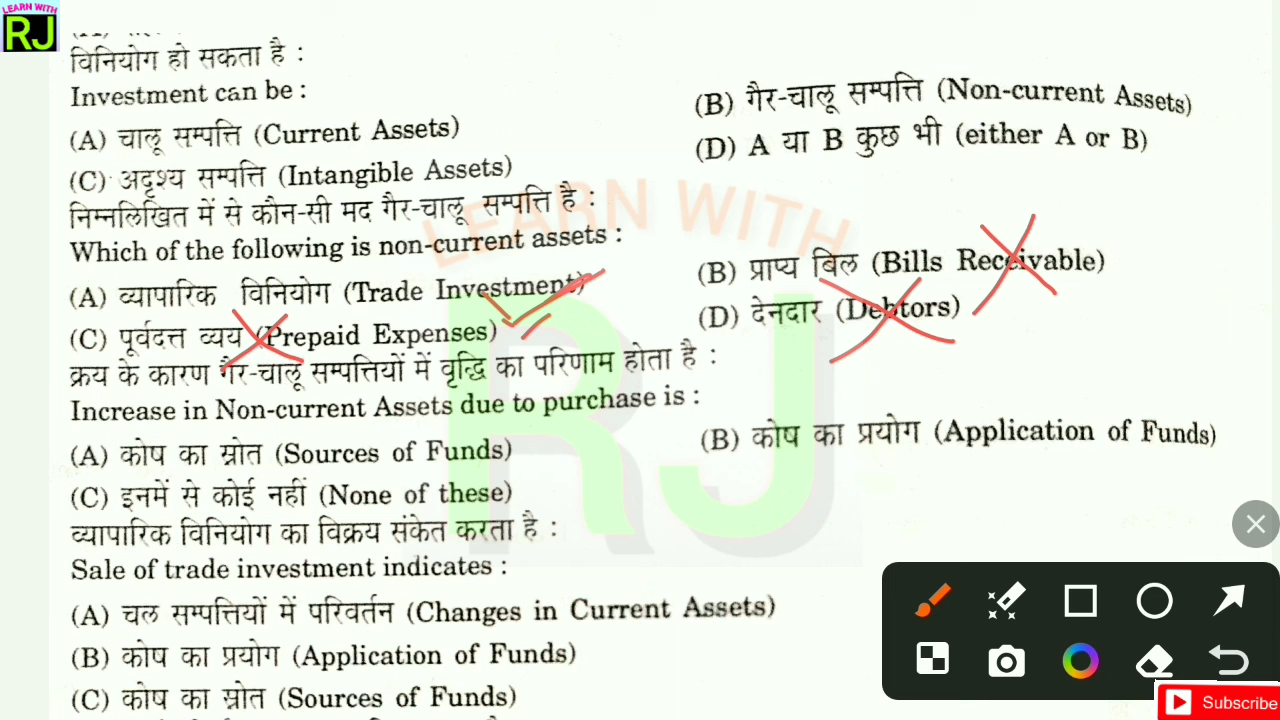 LEARN WITH
RJ
विनियोग हो सकता है :
Investment can be :
(A) चालू सम्पत्ति (Current Assets)
(B) गैर-चालू सम्पत्ति (Non-current Assets)
(C) अदृश्य सम्पत्ति (Intangible Assets)
(D) A या B कुछ भी (either A or B)
निम्नलिखित में से कौन-सी मद गैर-चालू सम्पत्ति है :
Which of the following is non-current assets :
(A) व्यापारिक विनियोग (Trade Investment)
(B) प्राप्य बिल (Bills Receivable)
(C) पूर्वदत्त व्यय (Prepaid Expenses)
(D) देनदार (Debtors)
क्रय के कारण गैर-चालू सम्पत्तियों में वृद्धि का परिणाम होता है :
Increase in Non-current Assets due to purchase is :
(A) कोष का स्रोत (Sources of Funds)
(B) कोष का प्रयोग (Application of Funds)
(C) इनमें से कोई नहीं (None of these)
व्यापारिक विनियोग का विक्रय संकेत करता है :
Sale of trade investment indicates :
(A) चल सम्पत्तियों में परिवर्तन (Changes in Current Assets)
(B) कोष का प्रयोग (Application of Funds)
(C) कोष का स्रोत (Sources of Funds)
LEARN WITH
RJ
Subscribe